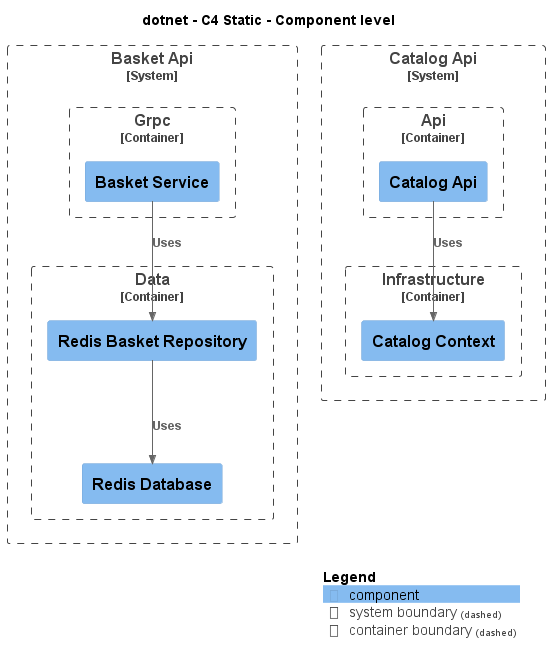 dotnet - C4 Static - Component level
Basket Api
[System]
Grpc
[Container]
Basket Service
Uses
Data
[Container]
Redis Basket Repository
Uses
Redis Database
Catalog Api
[System]
Api
[Container]
Catalog Api
Uses
Infrastructure
[Container]
Catalog Context
Legend
component
system boundary (dashed)
container boundary (dashed)